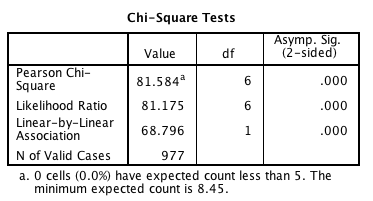 Chi-Square Tests
Value df Asymp. Sig. (2-sided)
Pearson Chi-Square 81.584a 6 .000
Likelihood Ratio 81.175 6 .000
Linear-by-Linear Association 68.796 1 .000
N of Valid Cases 977
a. 0 cells (0.0%) have expected count less than 5. The
minimum expected count is 8.45.